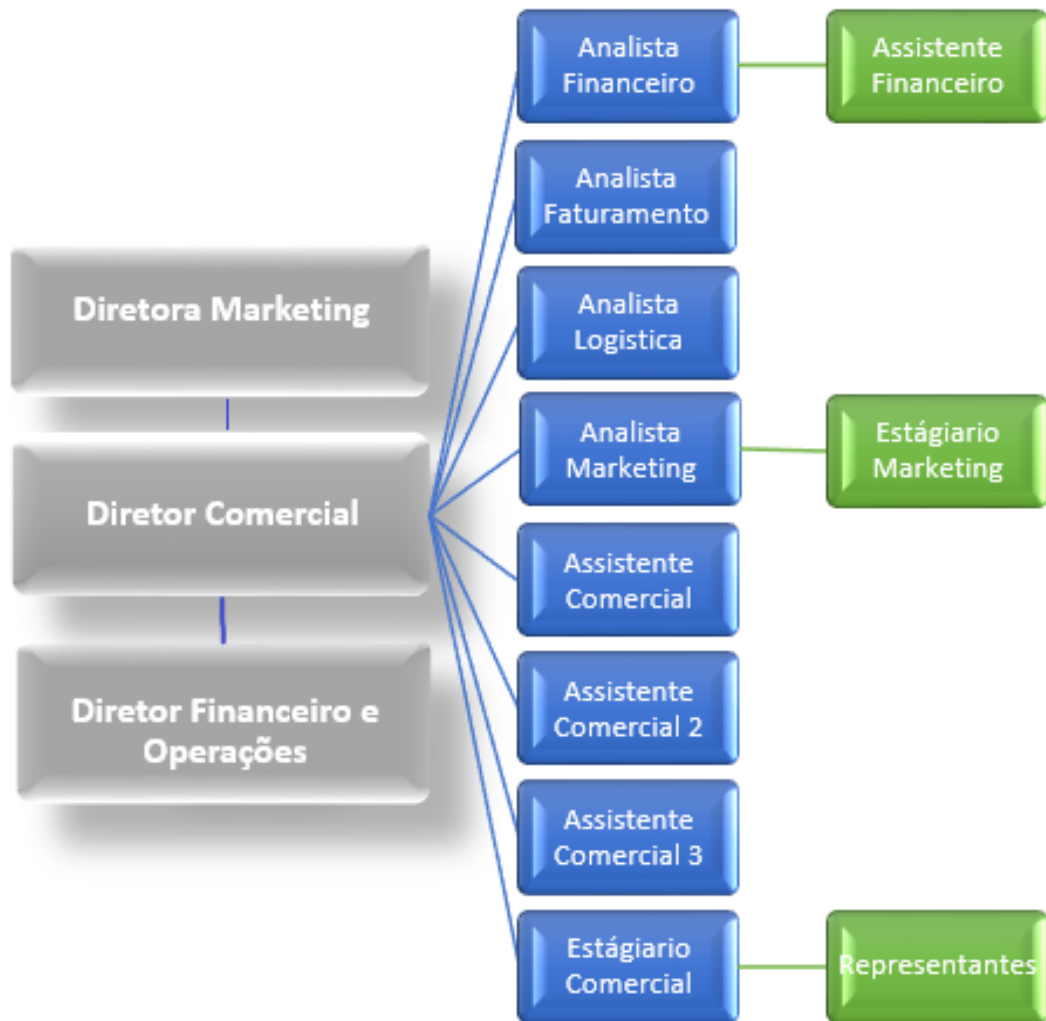 Diretora Marketing
Diretor Comercial
Diretor Financeiro e
Operações
Analista
Financeiro
Analista
Faturamento
Analista
Logistica
Analista
Marketing
Assistente
Comercial
Assistente
Comercial 2
Assistente
Comercial 3
Estágiario
Comercial
Assistente
Financeiro
Estágiario
Marketing
Representantes